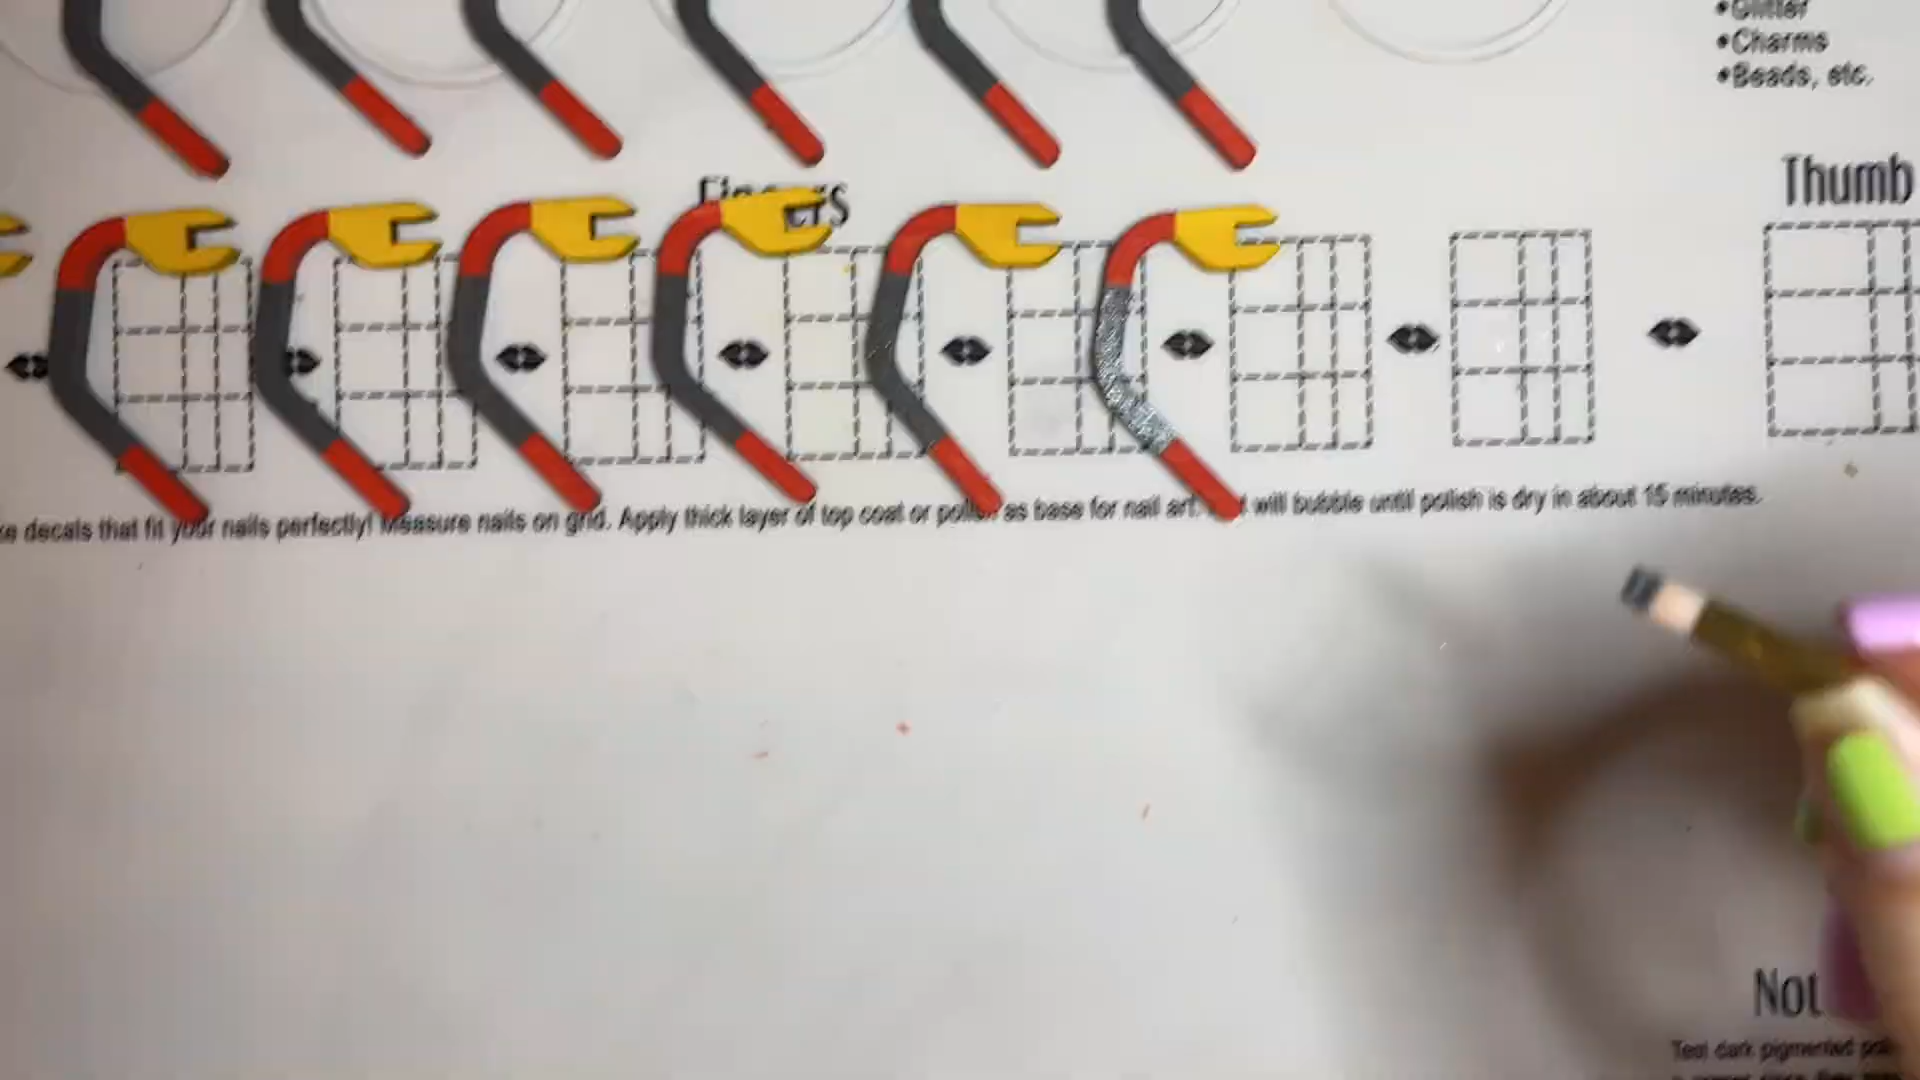 •Glitter
•Charms
•Beads, etc.
Fingers
Thumb
decals that fit your nails perfectly! Measure nails on grid. Apply thick layer of top coat or polish as base for nail art. will bubble until polish is dry in about 15 minutes.
Test dark pigmented